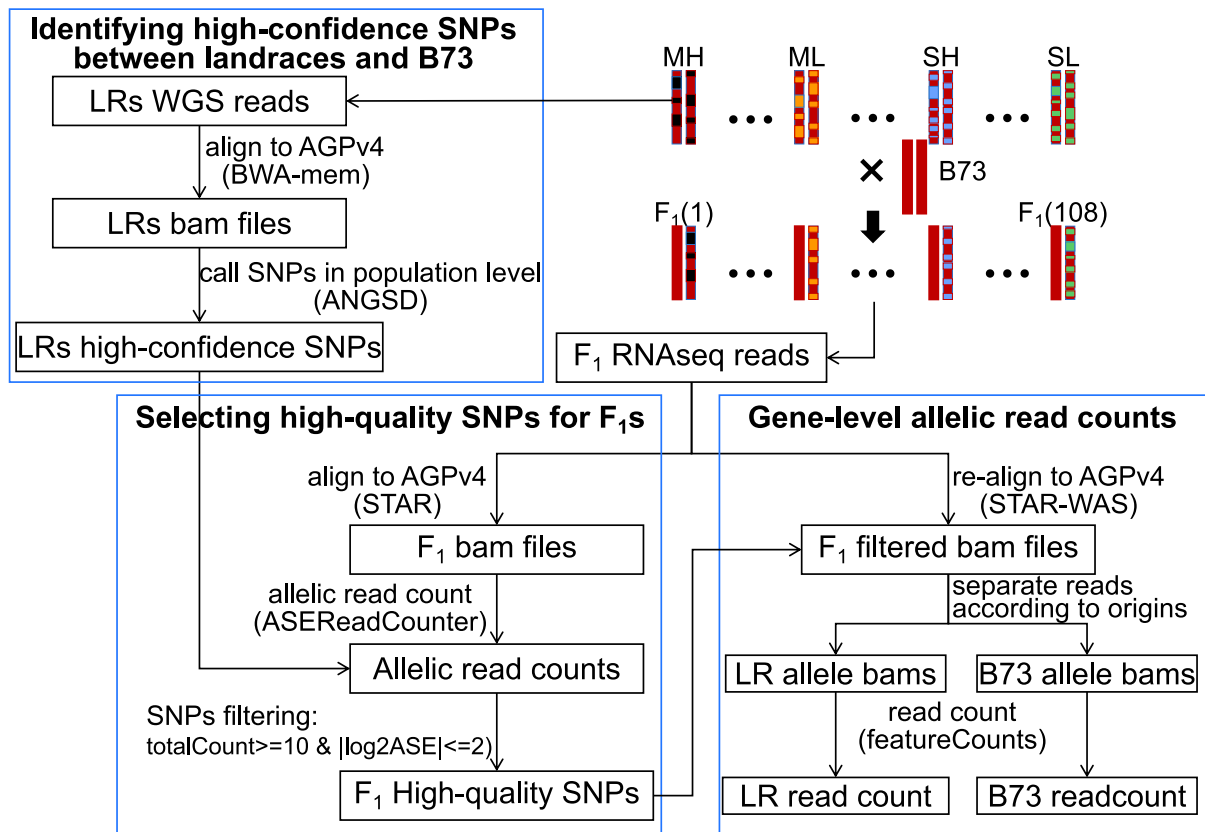 Identifying high-confidence SNPs
between landraces and B73
LRs WGS reads
align to AGPv4
(BWA-mem)
LRs bam files
call SNPs in population level
(ANGSD)
LRs high-confidence SNPs
MH
ML
SH
SL
B73
F₁(1)
F₁(108)
F₁ RNAseq reads
Selecting high-quality SNPs for F₁s
align to AGPv4
(STAR)
F₁ bam files
allelic read count
(ASEReadCounter)
Allelic read counts
SNPs filtering:
totalCount>=10 & |log2ASE|<=2)
F₁ High-quality SNPs
Gene-level allelic read counts
re-align to AGPv4
(STAR-WAS)
F₁ filtered bam files
separate reads
according to origins
LR allele bams
B73 allele bams
read count
(featureCounts)
LR read count
B73 readcount